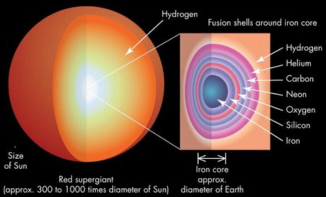 Hydrogen
Fusion shells around iron core
Hydrogen
Helium
Carbon
Neon
Oxygen
Silicon
Iron
Size
of Sun
Red supergiant
(approx. 300 to 1000 times diameter of Sun)
Iron core
approx.
diameter of Earth